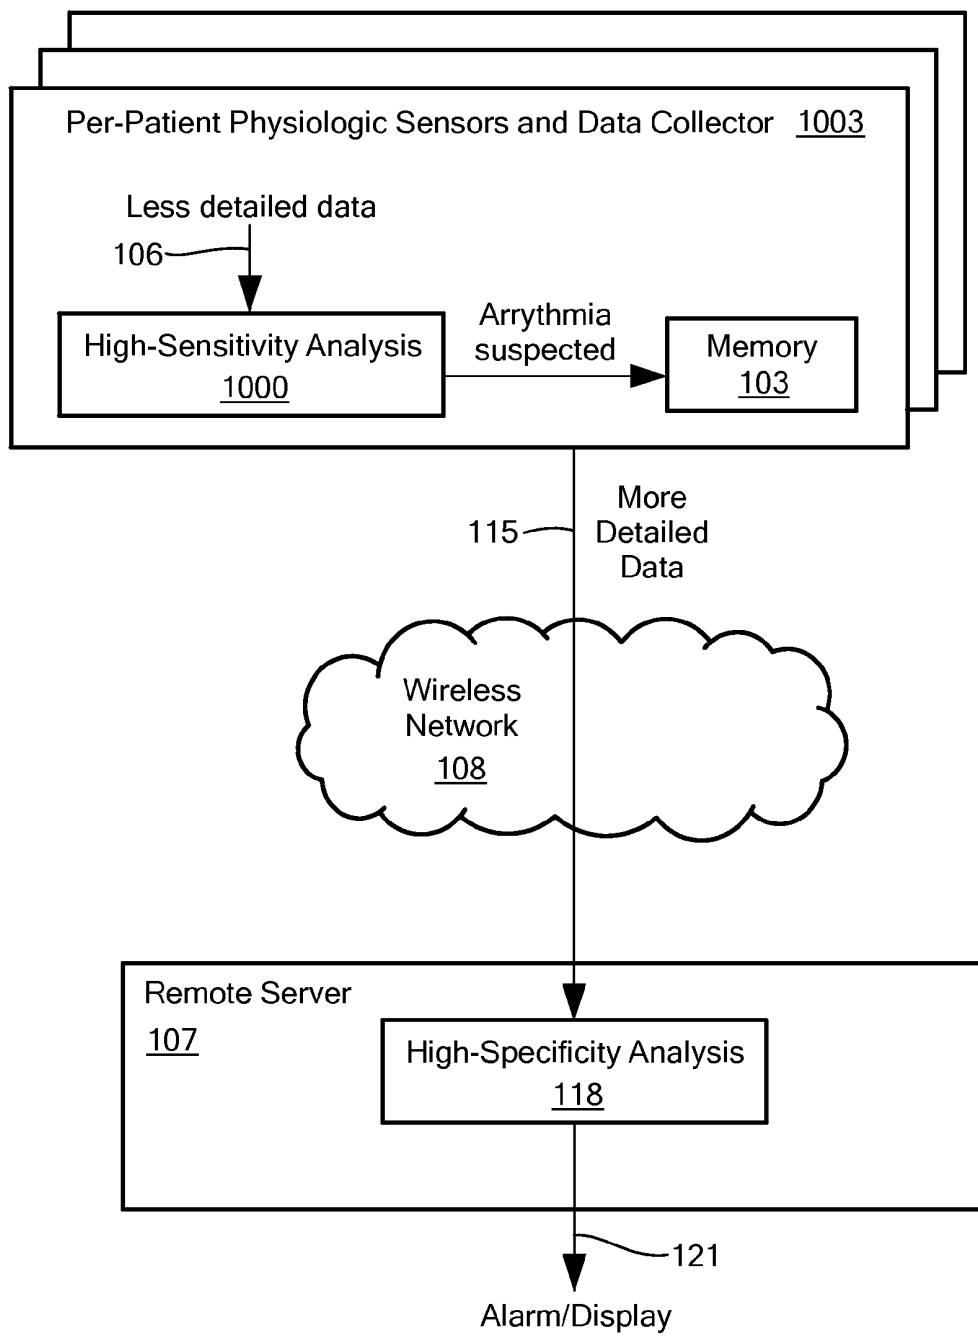 Per-Patient Physiologic Sensors and Data Collector 1003
Less detailed data
106
High-Sensitivity Analysis
1000
Arrythmia
suspected
Memory
103
115
More
Detailed
Data
Wireless
Network
108
Remote Server
107
High-Specificity Analysis
118
121
Alarm/Display